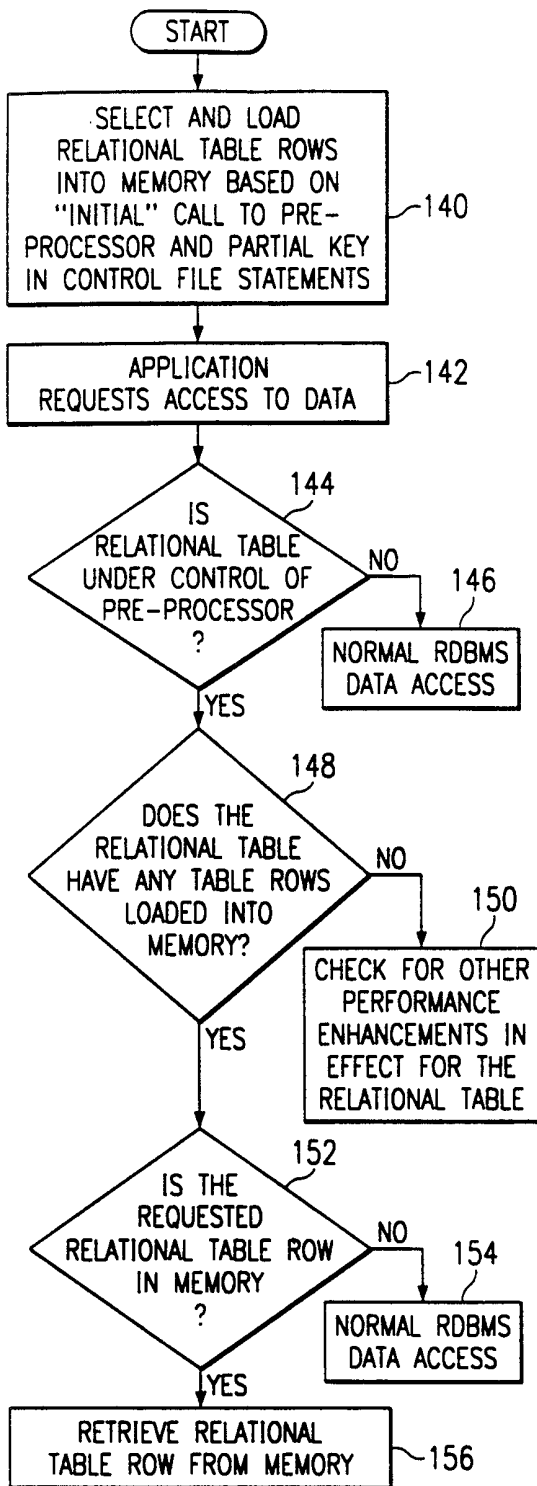 START
SELECT AND LOAD
RELATIONAL TABLE ROWS
INTO MEMORY BASED ON
"INITIAL" CALL TO PRE-
PROCESSOR AND PARTIAL KEY
IN CONTROL FILE STATEMENTS
140
APPLICATION
REQUESTS ACCESS TO DATA
142
144
IS
RELATIONAL TABLE
UNDER CONTROL OF
PRE-PROCESSOR
?
NO
146
NORMAL RDBMS
DATA ACCESS
YES
148
DOES THE
RELATIONAL TABLE
HAVE ANY TABLE ROWS
LOADED INTO
MEMORY?
NO
150
CHECK FOR OTHER
PERFORMANCE
ENHANCEMENTS IN
EFFECT FOR THE
RELATIONAL TABLE
YES
152
IS THE
REQUESTED
RELATIONAL TABLE ROW
IN MEMORY
?
NO
154
NORMAL RDBMS
DATA ACCESS
YES
RETRIEVE RELATIONAL
TABLE ROW FROM MEMORY
156